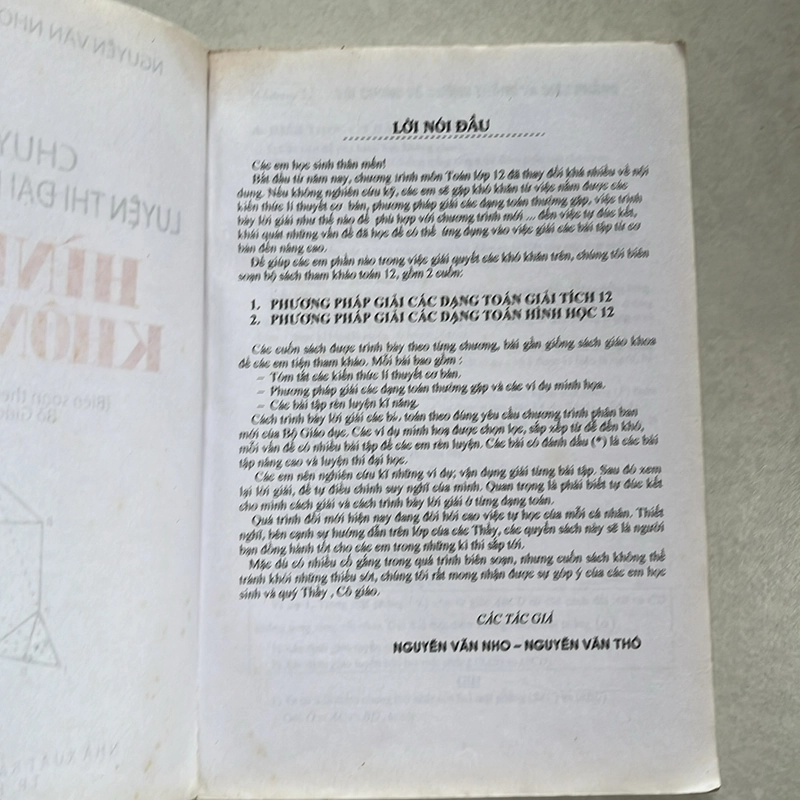 NGUYỄN VĂN NHO
CHUY
LUYỆN THI ĐẠI
HÌN
KHÔN
(Biên soạn the
Bộ Giáo
NHÀ XUẤT BẢ
LỜI NÓI ĐẦU
Các em học sinh thân mến!
Bắt đầu từ năm nay, chương trình môn Toán lớp 12 đã thay đổi khá nhiều về nội
dung. Nếu không nghiên cứu kỹ, các em sẽ gặp khó khăn từ việc nắm được các
kiến thức lí thuyết cơ bản, phương pháp giải các dạng toán thường gặp, việc trình
bày lời giải như thế nào để phù hợp với chương trình mới ... đến việc tự đúc kết,
khái quát những vấn đề đã học để có thể ứng dụng vào việc giải các bài tập từ cơ
bản đến nâng cao.
Để giúp các em phần nào trong việc giải quyết các khó khăn trên, chúng tôi biên
soạn bộ sách tham khảo toán 12, gồm 2 cuốn:
1. PHƯƠNG PHÁP GIẢI CÁC DẠNG TOÁN GIẢI TÍCH 12
2. PHƯƠNG PHÁP GIẢI CÁC DẠNG TOÁN HÌNH HỌC 12
Các cuốn sách được trình bày theo từng chương, bài gần giống sách giáo khoa
để các em tiện tham khảo. Mỗi bài bao gồm :
– Tóm tắt các kiến thức lí thuyết cơ bản.
– Phương pháp giải các dạng toán thường gặp và các ví dụ minh họa.
– Các bài tập rèn luyện kĩ năng.
Cách trình bày lời giải các bài toán theo đúng yêu cầu chương trình phân ban
mới của Bộ Giáo dục. Các ví dụ minh hoạ được chọn lọc, sắp xếp từ dễ đến khó,
mỗi vấn đề có nhiều bài tập để các em rèn luyện. Các bài có đánh dấu (*) là các bài
tập nâng cao và luyện thi đại học.
Các em nên nghiên cứu kĩ những ví dụ; vận dụng giải từng bài tập. Sau đó xem
lại lời giải, để tự điều chỉnh suy nghĩ của mình. Quan trọng là phải biết tự đúc kết
cho mình cách giải và cách trình bày lời giải ở từng dạng toán.
Quá trình đổi mới hiện nay đang đòi hỏi cao việc tự học của mỗi cá nhân. Thiết
nghĩ, bên cạnh sự hướng dẫn trên lớp của các Thầy, các quyển sách này sẽ là người
bạn đồng hành tốt cho các em trong những kì thi sắp tới.
Mặc dù có nhiều cố gắng trong quá trình biên soạn, nhưng cuốn sách không thể
tránh khỏi những thiếu sót, chúng tôi rất mong nhận được sự góp ý của các em học
sinh và quý Thầy , Cô giáo.
CÁC TÁC GIẢ
NGUYỄN VĂN NHO – NGUYỄN VĂN THỔ